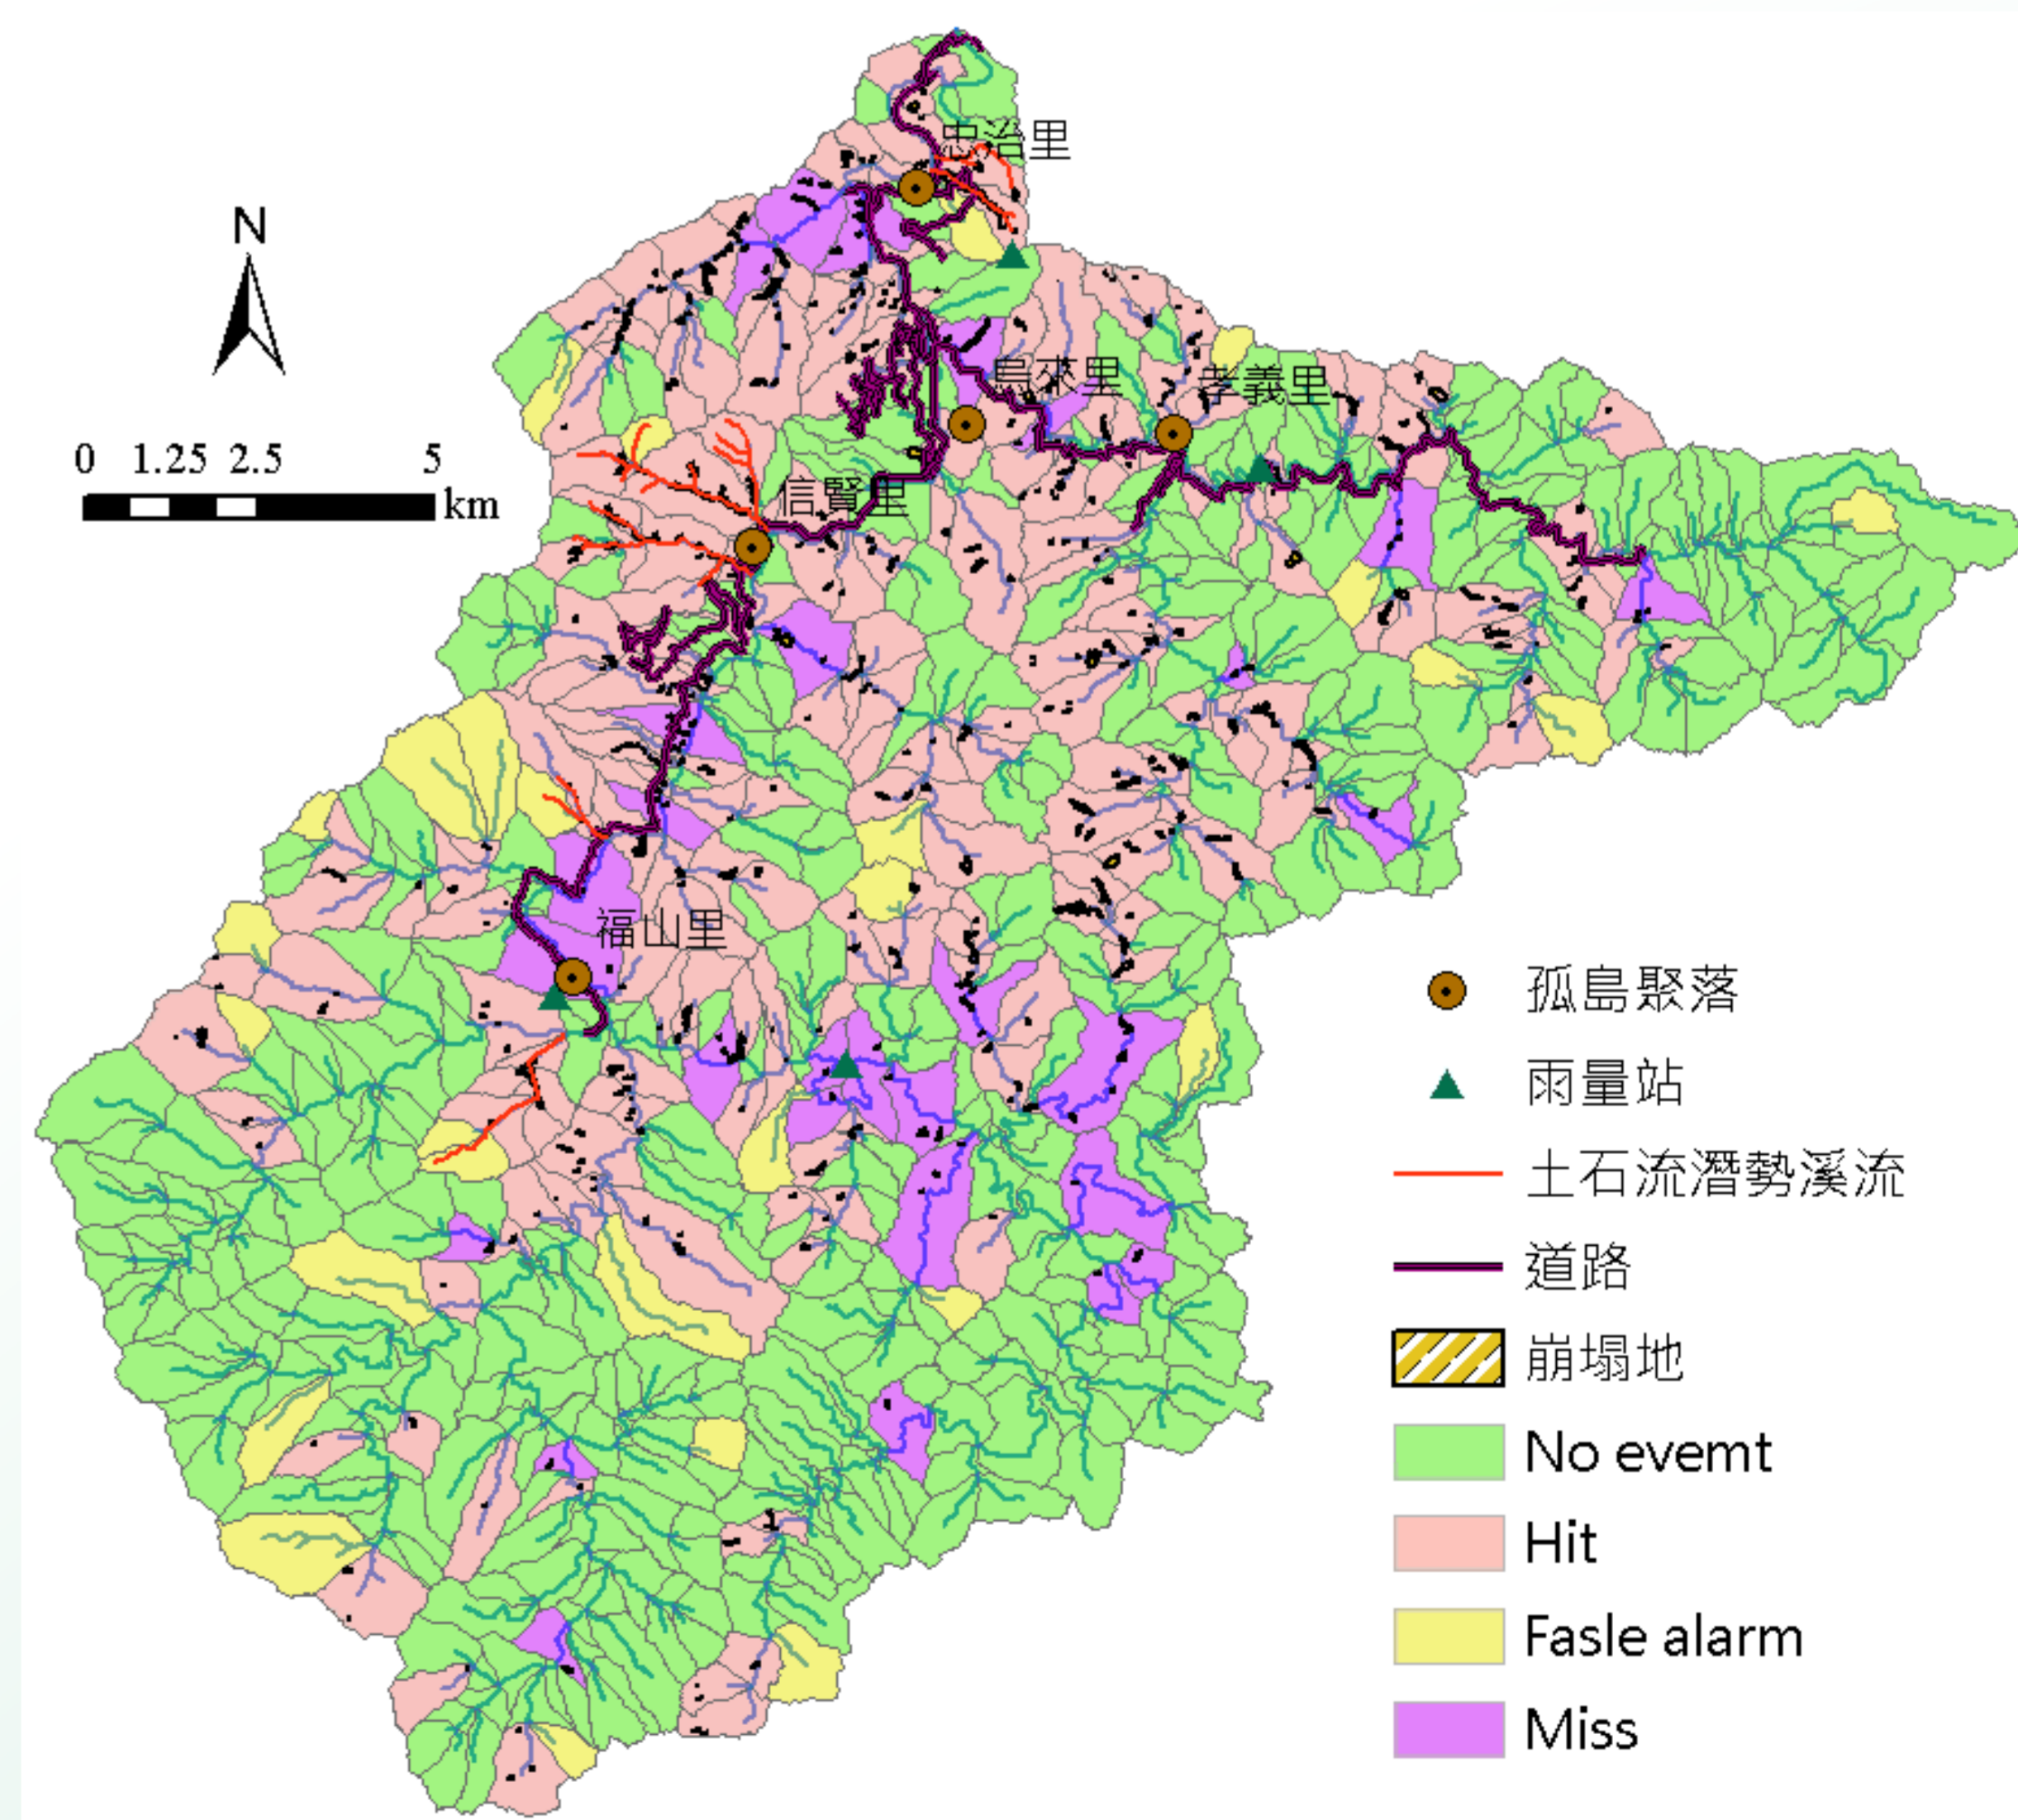 忠治里
N
烏來里
孝義里
0 1.25 2.5 5
km
信賢里
福山里
孤島聚落
雨量站
土石流潛勢溪流
道路
崩塌地
No evemt
Hit
Fasle alarm
Miss